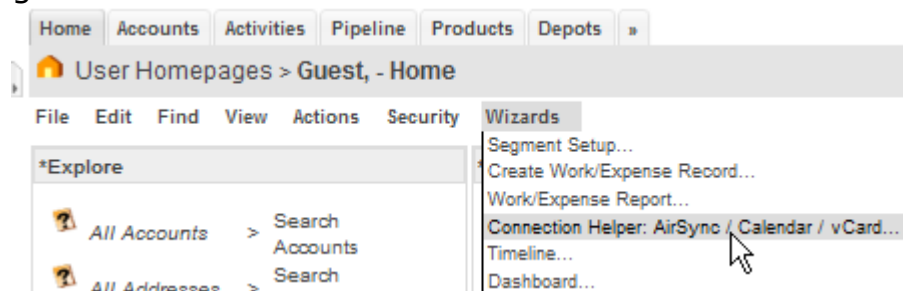 Home Accounts Activities Pipeline Products Depots »
User Homepages > Guest, - Home
File Edit Find View Actions Security Wizards
*Explore
Segment Setup...
Create Work/Expense Record...
Work/Expense Report...
Connection Helper: AirSync / Calendar / vCard...
Timeline...
Dashboard...
All Accounts > Search
Accounts
All Addresses > Search